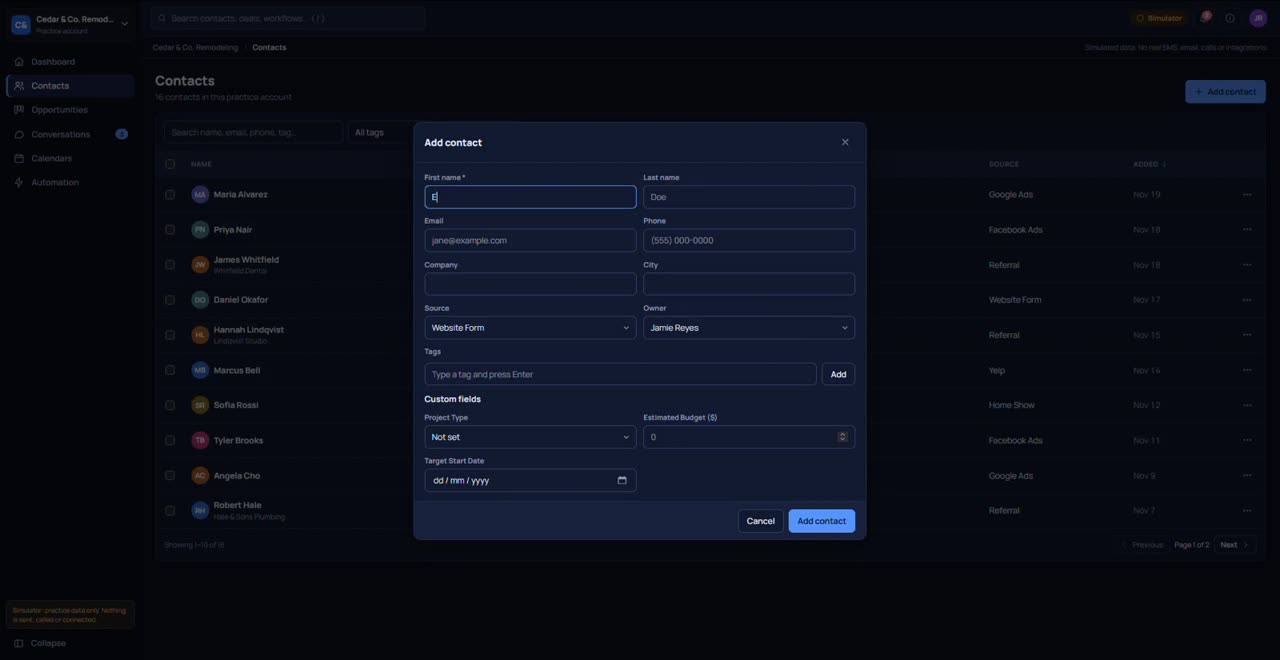 C&
Cedar & Co. Remod...
Practice account
Search contacts, deals, workflows. ( / )
Simulator
JR
Cedar & Co. Remodeling / Contacts
Simulated data. No real SMS, email, calls or integrations
Dashboard
Contacts
Opportunities
Conversations
Calendars
Automation
Contacts
16 contacts in this practice account
+ Add contact
Search name, email, phone, tag...
All tags
NAME
SOURCE
ADDED ↓
MA Maria Alvarez
Google Ads
Nov 19
PN Priya Nair
Facebook Ads
Nov 18
JW James Whitfield
Whitfield Dental
Referral
Nov 18
DO Daniel Okafor
Website Form
Nov 17
HL Hannah Lindqvist
Lindqvist Studio
Referral
Nov 15
MB Marcus Bell
Yelp
Nov 14
SR Sofia Rossi
Home Show
Nov 12
TB Tyler Brooks
Facebook Ads
Nov 11
AC Angela Cho
Google Ads
Nov 9
RH Robert Hale
Hale & Sons Plumbing
Referral
Nov 7
Showing 1–10 of 16
Previous
Page 1 of 2
Next
Add contact
First name *
Last name
E
Doe
Email
Phone
jane@example.com
(555) 000-0000
Company
City
Source
Owner
Website Form
Jamie Reyes
Tags
Type a tag and press Enter
Add
Custom fields
Project Type
Estimated Budget ($)
Not set
0
Target Start Date
dd / mm / yyyy
Cancel
Add contact
Simulator: practice data only. Nothing
is sent, called or connected.
Collapse